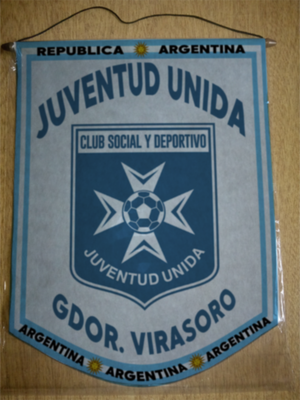 REPUBLICA ARGENTINA
JUVENTUD UNIDA
CLUB SOCIAL Y DEPORTIVO
JUVENTUD UNIDA
GDOR. VIRASORO
ARGENTINA ARGENTINA ARGENTINA